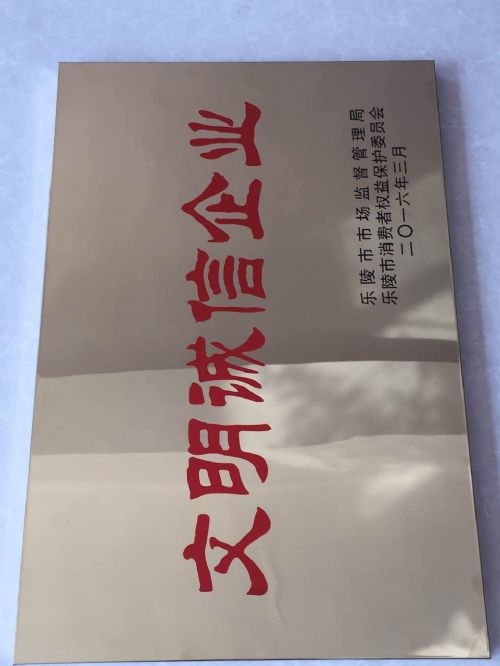 文明诚信企业
乐陵市市场监督管理局
乐陵市消费者权益保护委员会
二〇一六年三月